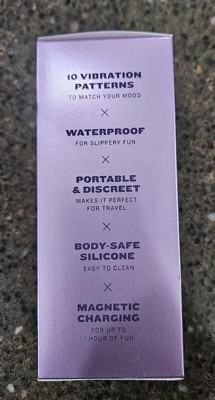 10 VIBRATION
PATTERNS
TO MATCH YOUR MOOD
WATERPROOF
FOR SLIPPERY FUN
PORTABLE
& DISCREET
MAKES IT PERFECT
FOR TRAVEL
BODY-SAFE
SILICONE
EASY TO CLEAN
MAGNETIC
CHARGING
FOR UP TO
1 HOUR OF FUN